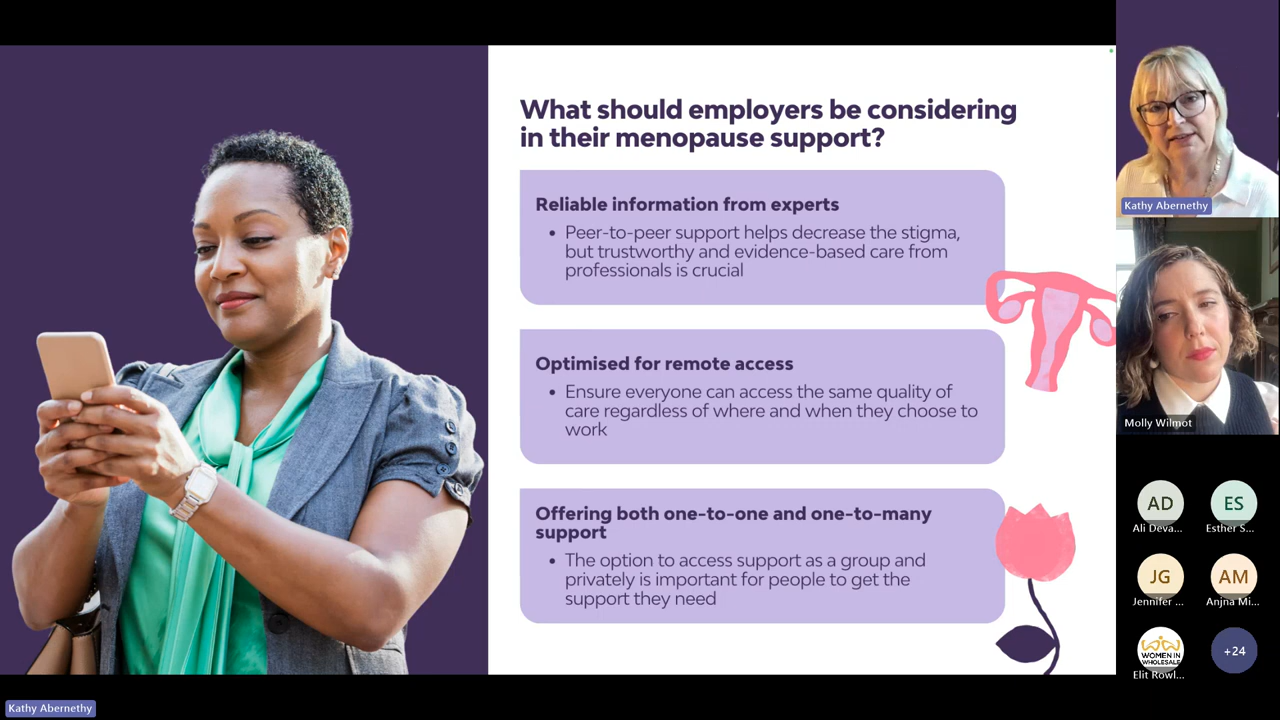 What should employers be considering
in their menopause support?
Reliable information from experts
• Peer-to-peer support helps decrease the stigma,
but trustworthy and evidence-based care from
professionals is crucial
Optimised for remote access
• Ensure everyone can access the same quality of
care regardless of where and when they choose to
work
Offering both one-to-one and one-to-many
support
• The option to access support as a group and
privately is important for people to get the
support they need
Kathy Abernethy
Molly Wilmot
AD
Ali Deva...
ES
Esther S...
JG
Jennifer ...
AM
Anjna Mi...
WOMEN IN
WHOLESALE
Elit Rowl...
+24
Kathy Abernethy